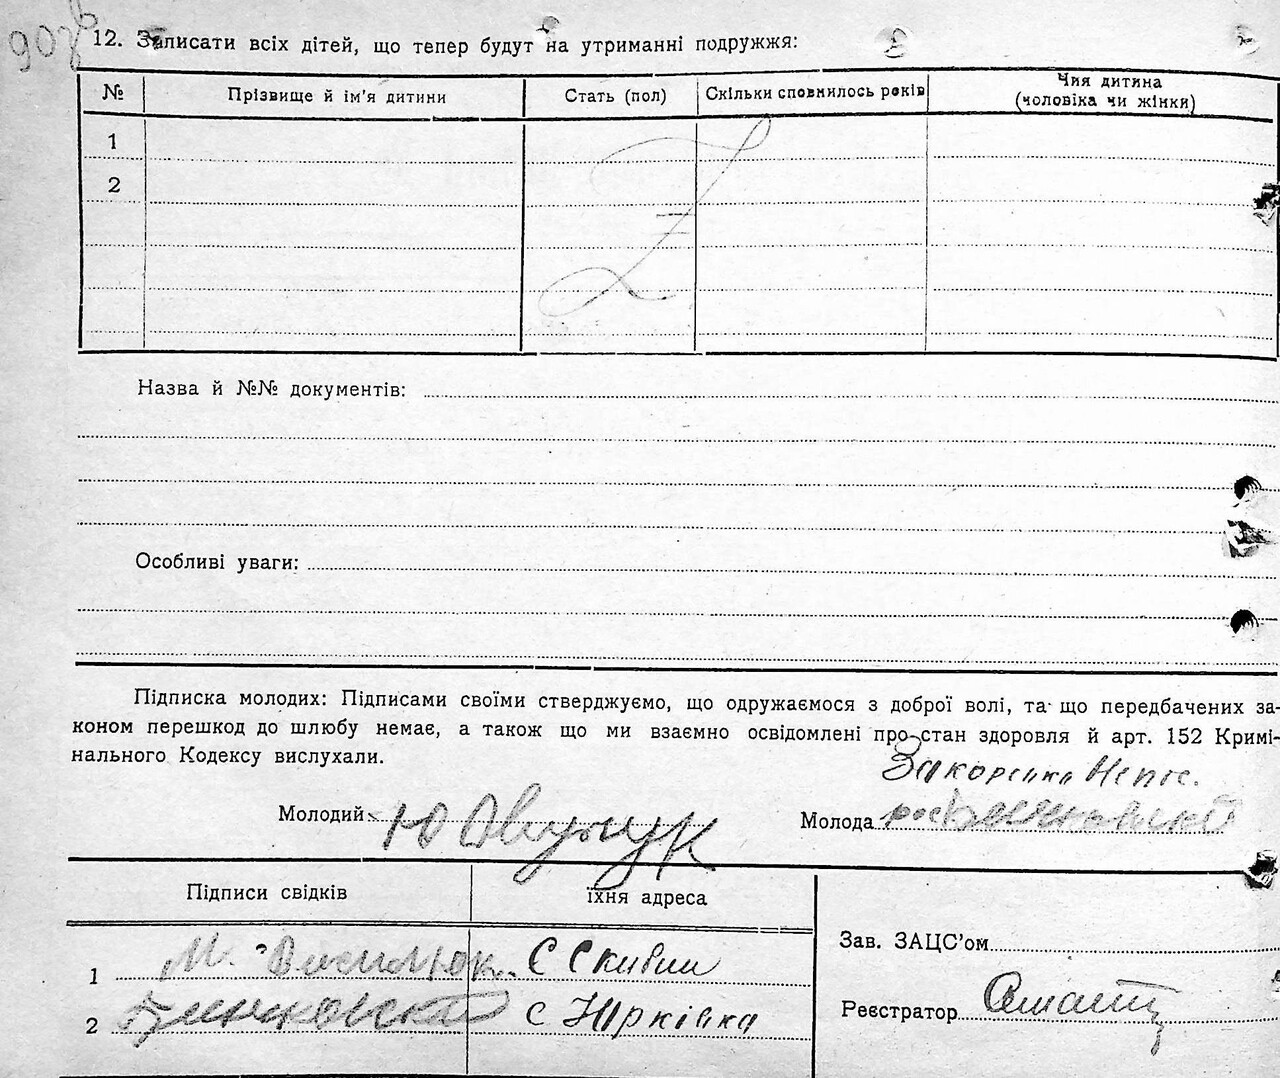 907в
12. Записати всіх дітей, що тепер будут на утриманні подружжя:
№ Прізвище й ім'я дитини Стать (пол) Скільки сповнилось років Чия дитина (чоловіка чи жінки)
1
2
Назва й №№ документів:
Особливі уваги:
Підписка молодих: Підписами своїми стверджуємо, що одружаємося з доброї волі, та що передбачених за-
коном перешкод до шлюбу немає, а також що ми взаємно освідомлені про стан здоровля й арт. 152 Кримі-
нального Кодексу вислухали.
Молодий Молода
Підписи свідків їхня адреса
Зав. ЗАЦС'ом
1 М. с
2 с Юрківка
Реєстратор